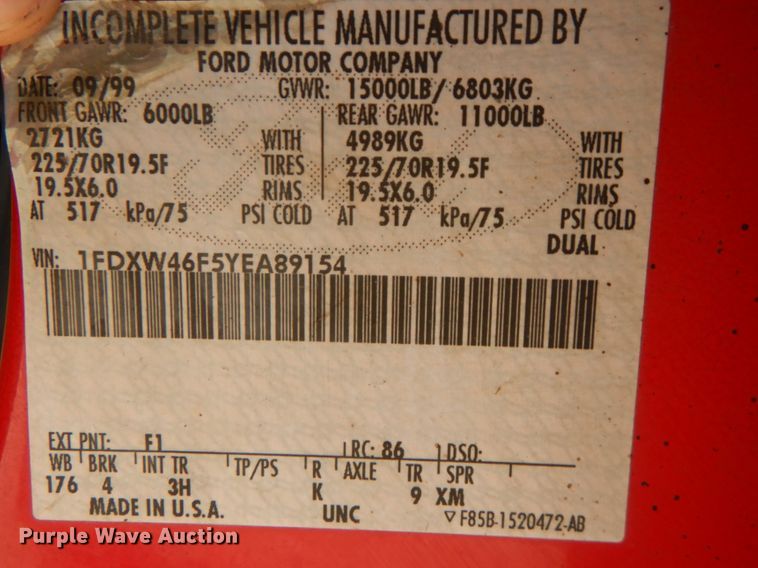 INCOMPLETE VEHICLE MANUFACTURED BY
FORD MOTOR COMPANY
DATE: 09/99 GVWR: 15000LB/ 6803KG
FRONT GAWR: 6000LB REAR GAWR: 11000LB
2721KG WITH 4989KG WITH
225/70R19.5F TIRES 225/70R19.5F TIRES
19.5X6.0 RIMS 19.5X6.0 RIMS
AT 517 kPa/75 PSI COLD AT 517 kPa/75 PSI COLD
DUAL
VIN: 1FDXW46F5YEA89154
EXT PNT: F1 RC: 86 DSO:
WB BRK INT TR TP/PS R AXLE TR SPR
176 4 3H K 9 XM
MADE IN U.S.A. UNC ▽ F85B-1520472-AB
Purple Wave Auction